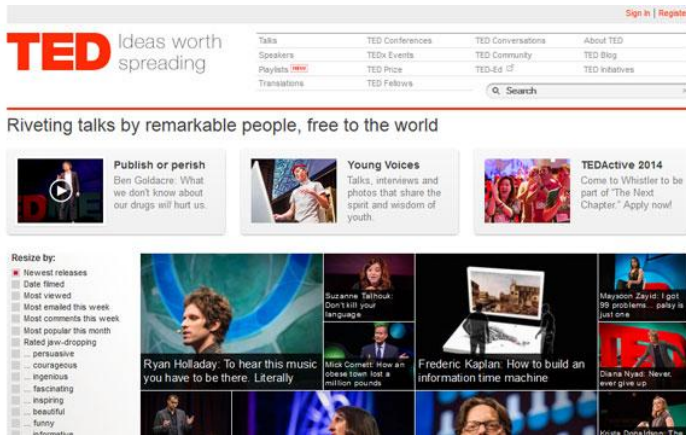 Sign In | Registe
TED Ideas worth
spreading
Talks
Speakers
Playlists NEW
Translations
TED Conferences
TEDx Events
TED Prize
TED Fellows
TED Conversations
TED Community
TED-Ed
About TED
TED Blog
TED Initiatives
Search
Riveting talks by remarkable people, free to the world
Publish or perish
Ben Goldacre: What
we don't know about
our drugs will hurt us.
Young Voices
Talks, interviews and
photos that share the
spirit and wisdom of
youth.
TEDActive 2014
Come to Whistler to be
part of "The Next
Chapter." Apply now!
Resize by:
Newest releases
Date filmed
Most viewed
Most emailed this week
Most comments this week
Most popular this month
Rated jaw-dropping
... persuasive
... courageous
... ingenious
... fascinating
... inspiring
... beautiful
... funny
... informative
Ryan Holladay: To hear this music
you have to be there. Literally
Suzanne Talhouk:
Don't kill your
language
Mick Cornett: How an
obese town lost a
million pounds
Frederic Kaplan: How to build an
information time machine
Maysoon Zayid: I got
99 problems... palsy is
just one
Diana Nyad: Never,
ever give up
Krista Donaldson: The